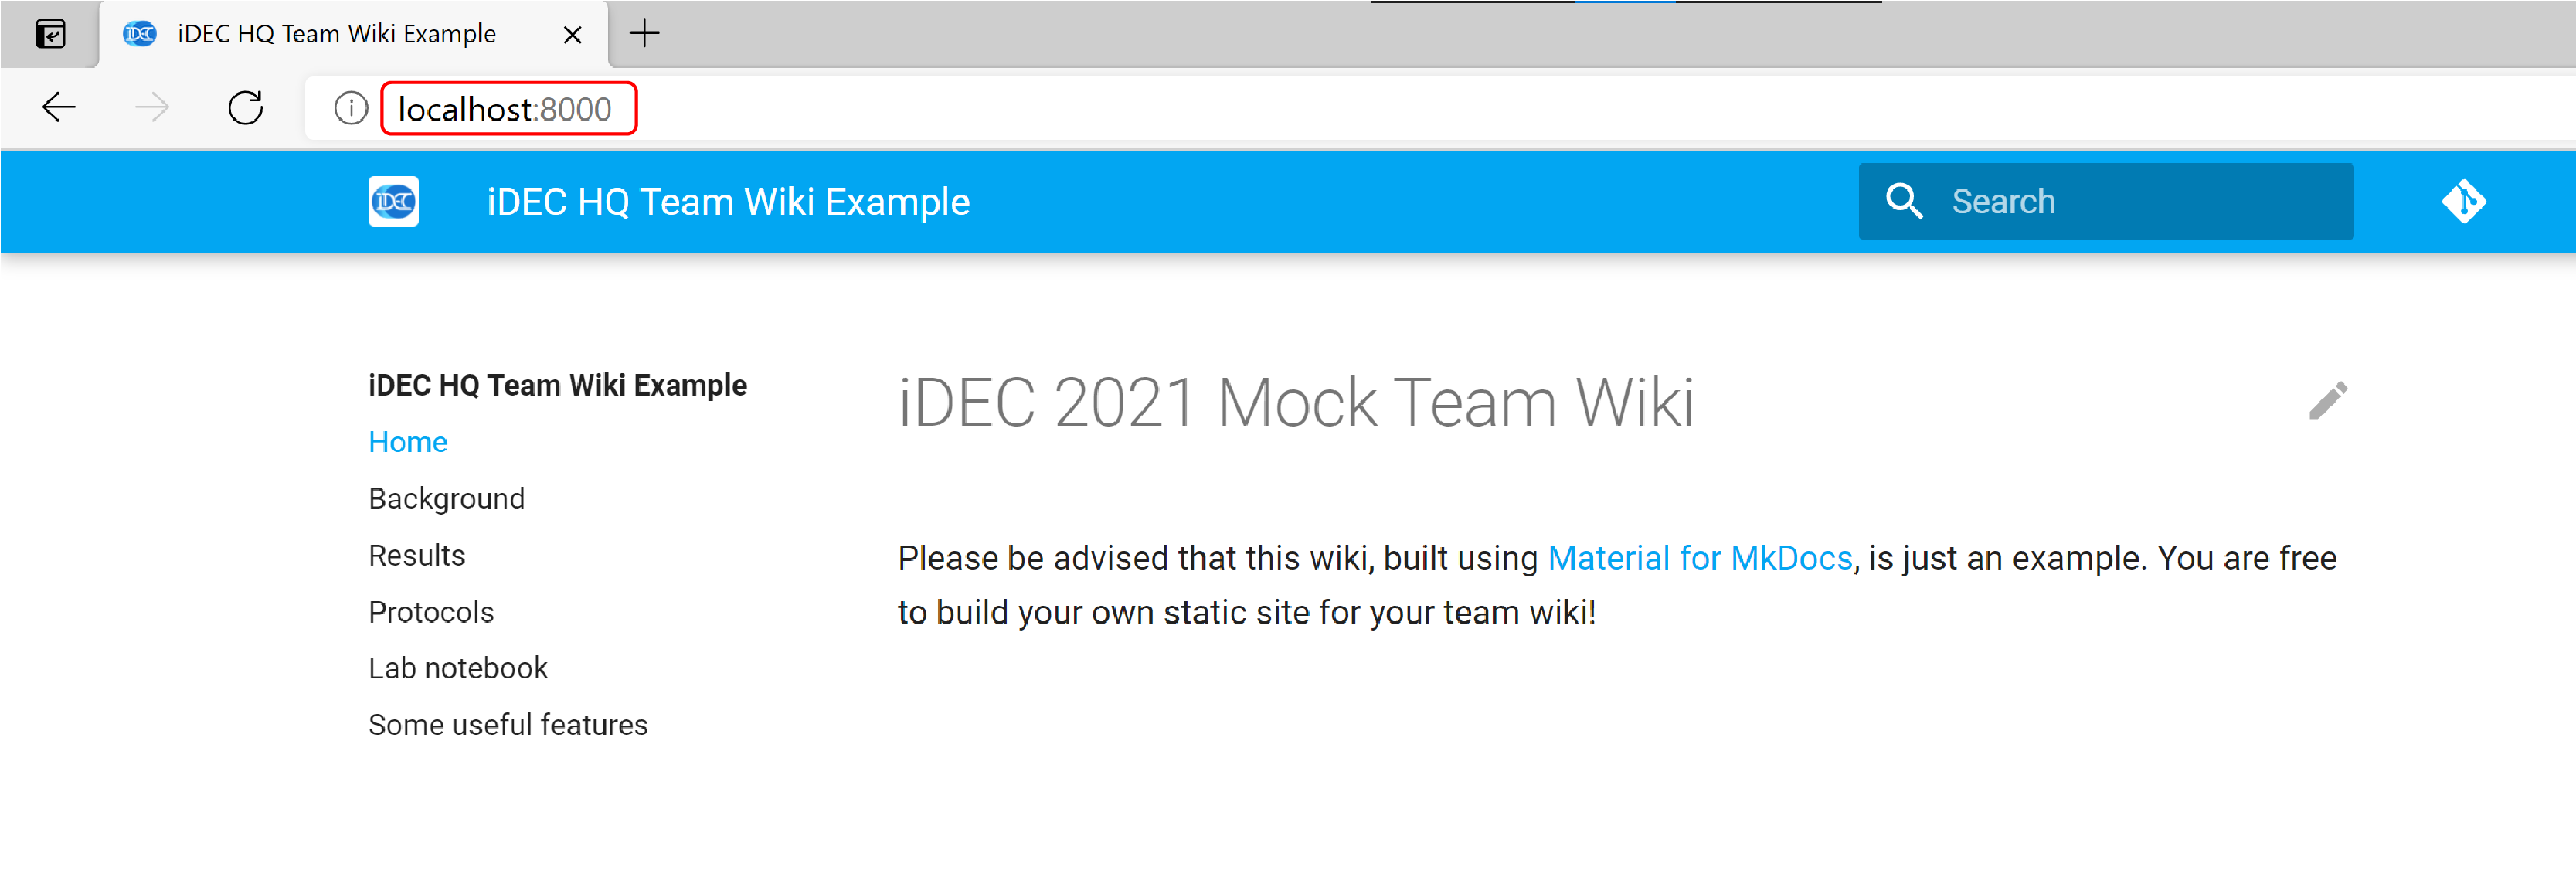 iDEC HQ Team Wiki Example
localhost:8000
iDEC
iDEC HQ Team Wiki Example
Search
iDEC HQ Team Wiki Example
Home
Background
Results
Protocols
Lab notebook
Some useful features
iDEC 2021 Mock Team Wiki
Please be advised that this wiki, built using Material for MkDocs, is just an example. You are free
to build your own static site for your team wiki!